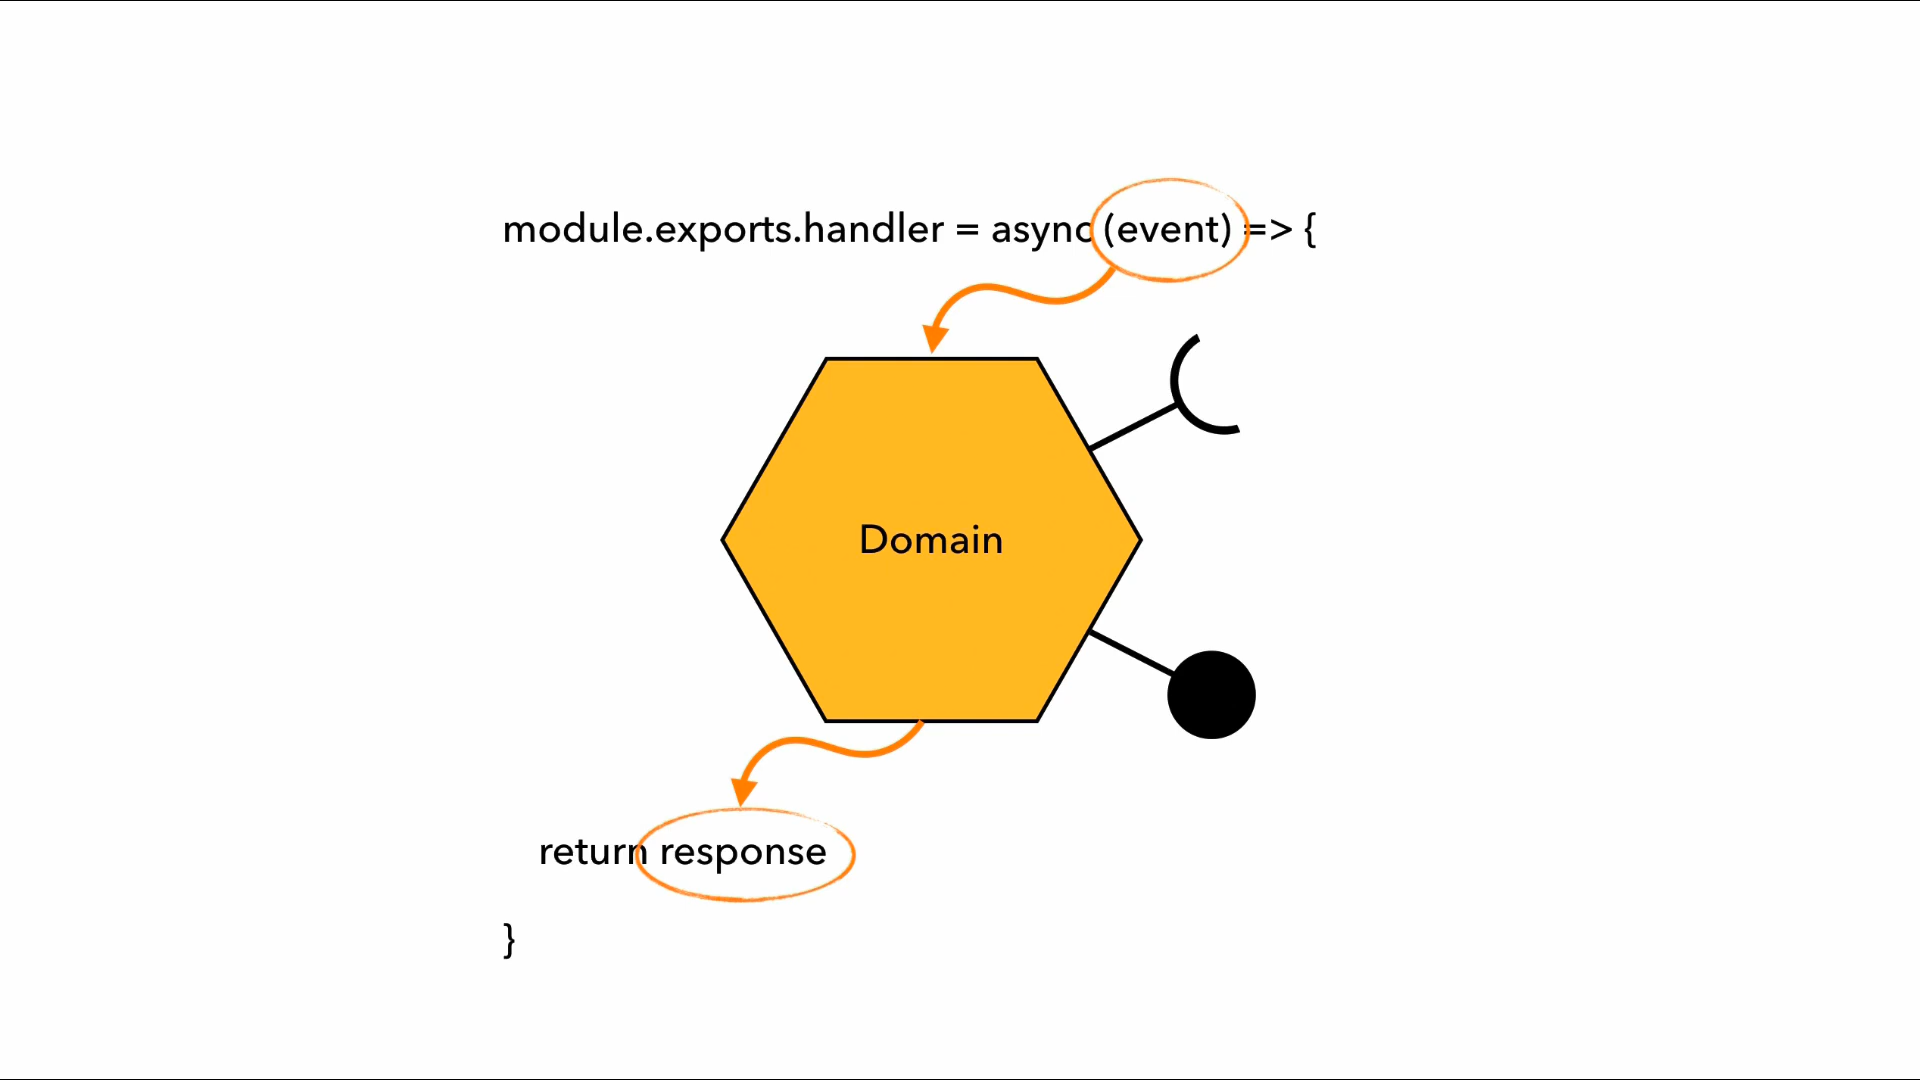 module.exports.handler = async (event) => {
Domain
return response
}